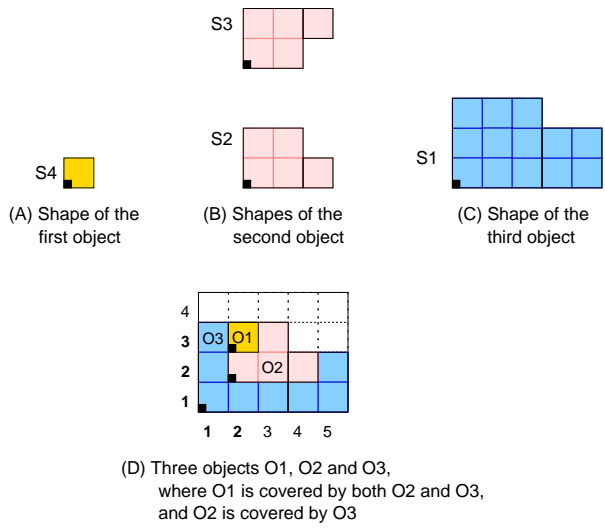 S3
S2
S4
S1
(A) Shape of the
first object
(B) Shapes of the
second object
(C) Shape of the
third object
4
3 O3 O1
2 O2
1
1 2 3 4 5
(D) Three objects O1, O2 and O3,
where O1 is covered by both O2 and O3,
and O2 is covered by O3